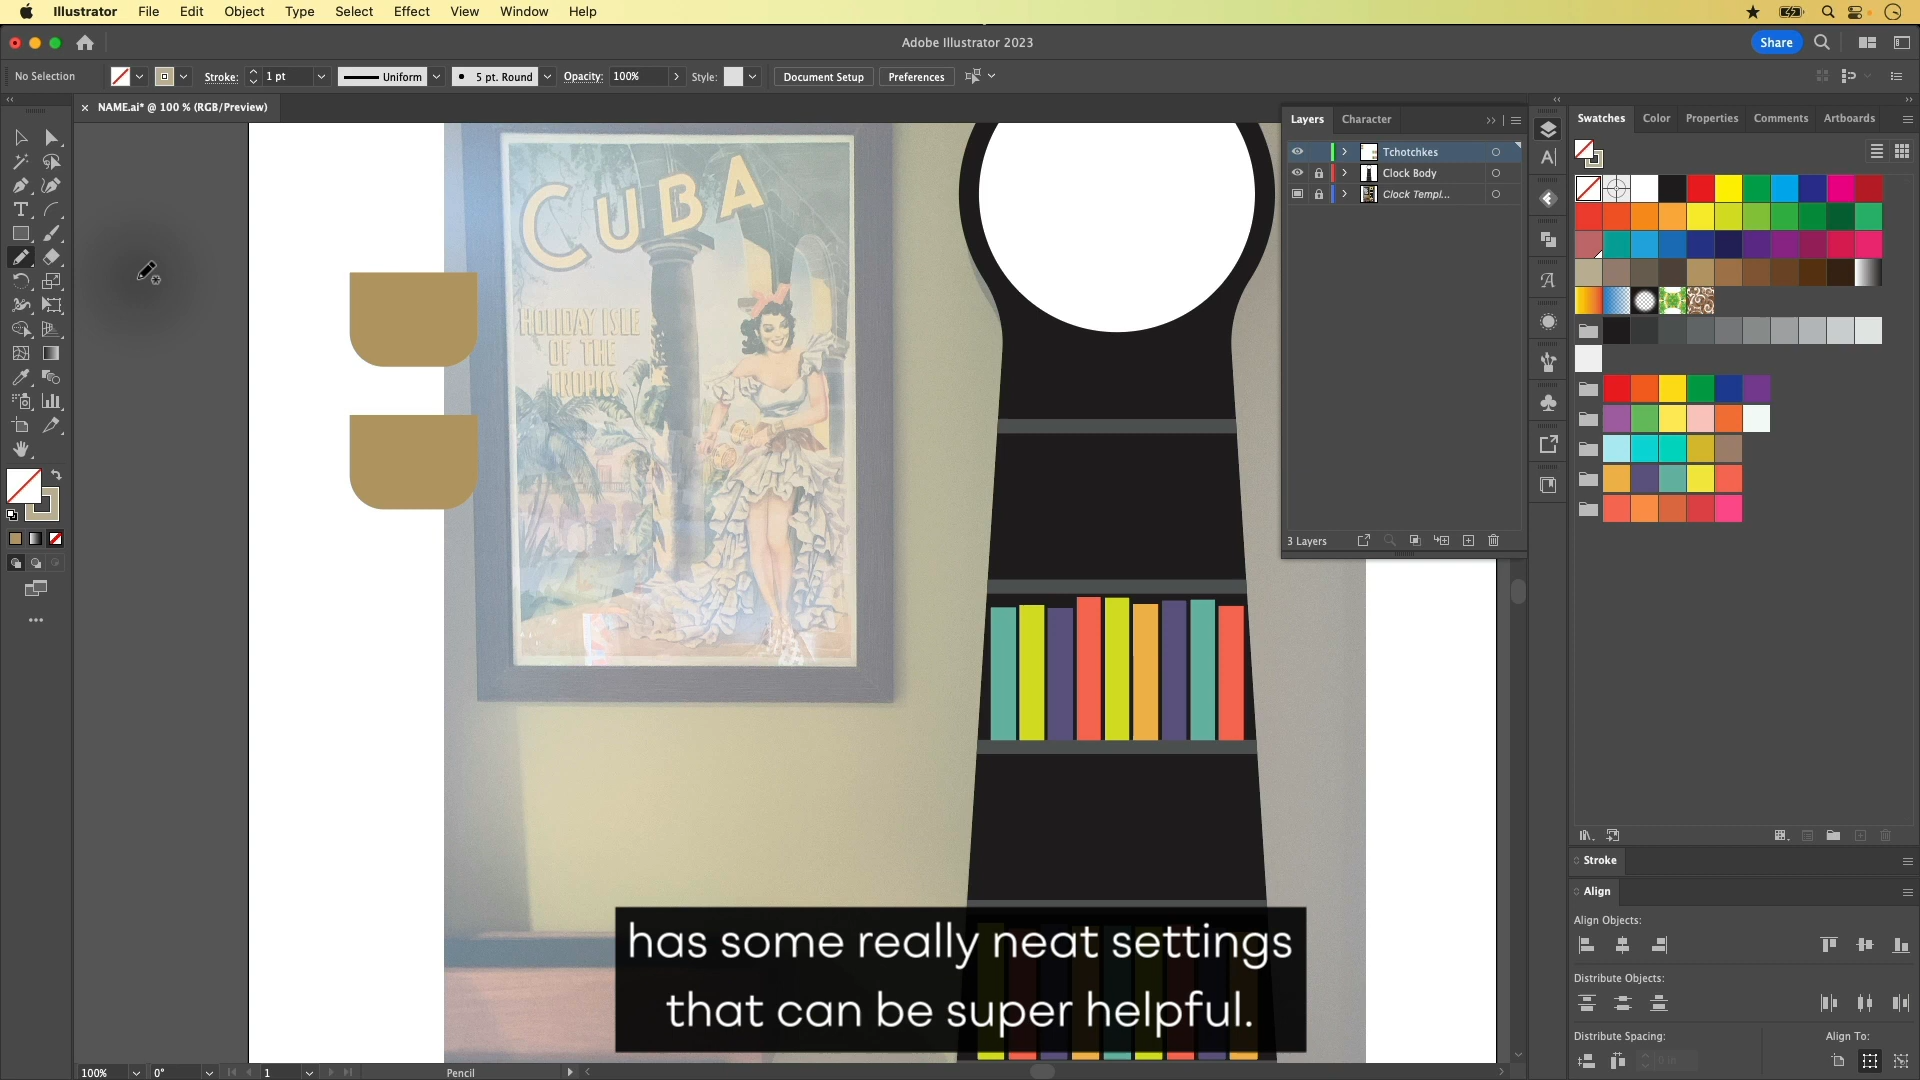 Illustrator File Edit Object Type Select Effect View Window Help
Adobe Illustrator 2023
Share
No Selection Stroke: 1 pt Uniform 5 pt. Round Opacity: 100% Style: Document Setup Preferences
NAME.ai* @ 100 % (RGB/Preview)
Layers Character
Tchotchkes
Clock Body
Clock Templ...
3 Layers
Swatches Color Properties Comments Artboards
CUBA
HOLIDAY ISLE
OF THE
TROPICS
Stroke
Align
Align Objects:
Distribute Objects:
Distribute Spacing: Align To:
0 in
has some really neat settings
that can be super helpful.
100% 0° 1 Pencil